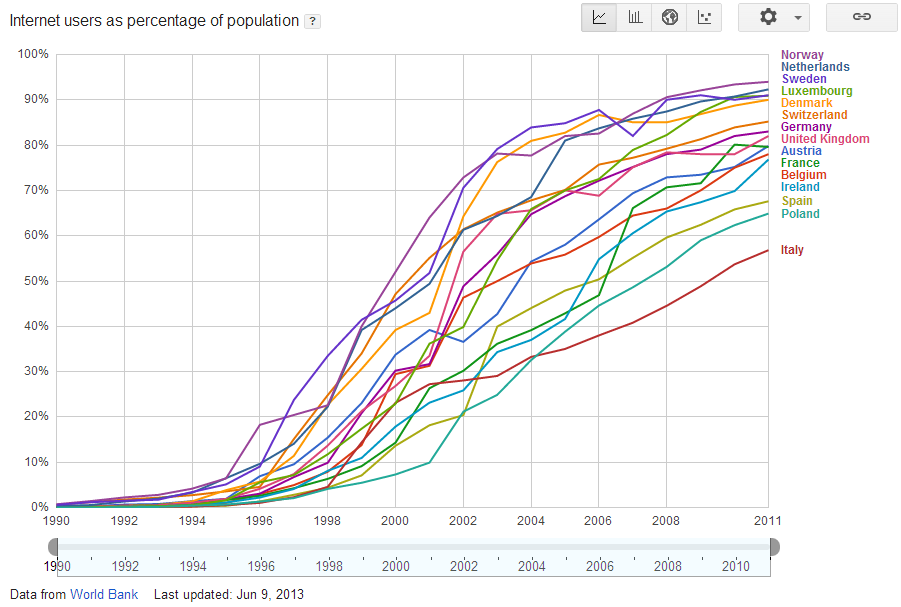 Internet users as percentage of population ?
100%
90%
80%
70%
60%
50%
40%
30%
20%
10%
0%
Norway
Netherlands
Sweden
Luxembourg
Denmark
Switzerland
Germany
United Kingdom
Austria
France
Belgium
Ireland
Spain
Poland
Italy
1990 1992 1994 1996 1998 2000 2002 2004 2006 2008 2011
1990 1992 1994 1996 1998 2000 2002 2004 2006 2008 2010
Data from World Bank Last updated: Jun 9, 2013